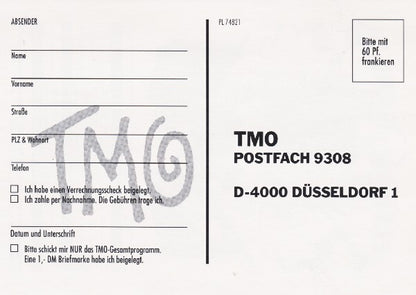 ABSENDER
Name
Vorname
Straße
PLZ & Wohnort
Telefon
TMO
Ich habe einen Verrechnungsscheck beigelegt.
Ich zahle per Nachnahme. Die Gebühren trage ich.
Datum und Unterschrift
Bitte schickt mir NUR das TMO-Gesamtprogramm.
Eine 1,- DM Briefmarke habe ich beigelegt.
PL 74821
Bitte mit
60 Pf.
frankieren
TMO
POSTFACH 9308
D-4000 DÜSSELDORF 1